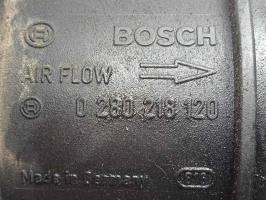 BOSCH
AIR FLOW
0 280 218 120
Made in Germany